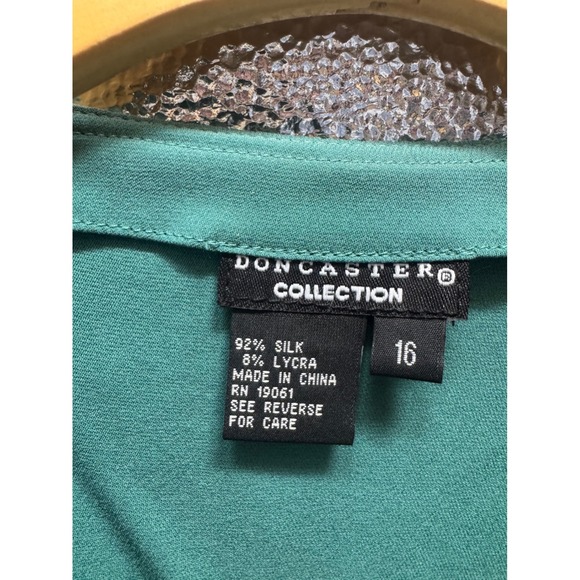 DONCASTER®
COLLECTION
92% SILK
8% LYCRA
MADE IN CHINA
RN 19061
SEE REVERSE
FOR CARE
16